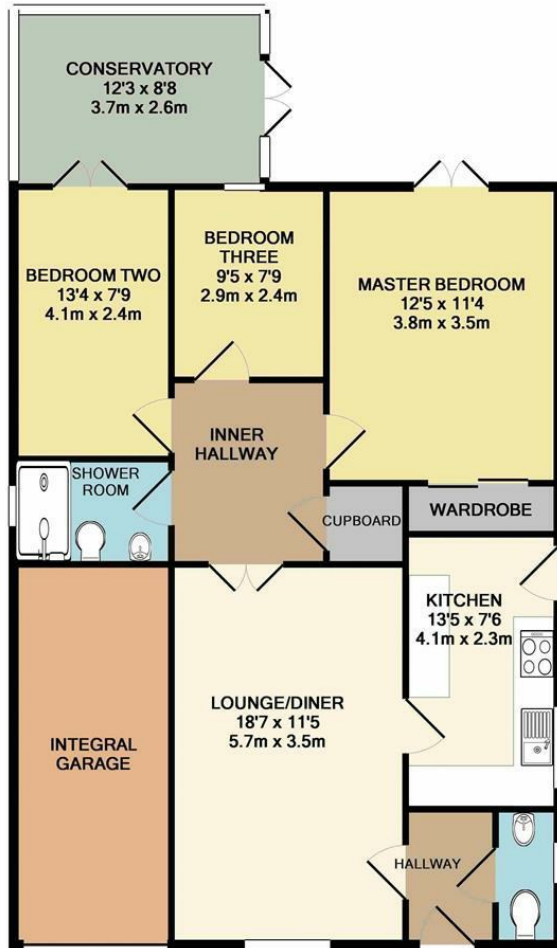 CONSERVATORY
12'3 x 8'8
3.7m x 2.6m
BEDROOM TWO
13'4 x 7'9
4.1m x 2.4m
BEDROOM
THREE
9'5 x 7'9
2.9m x 2.4m
MASTER BEDROOM
12'5 x 11'4
3.8m x 3.5m
INNER
HALLWAY
SHOWER
ROOM
CUPBOARD
WARDROBE
KITCHEN
13'5 x 7'6
4.1m x 2.3m
LOUNGE/DINER
18'7 x 11'5
5.7m x 3.5m
INTEGRAL
GARAGE
HALLWAY